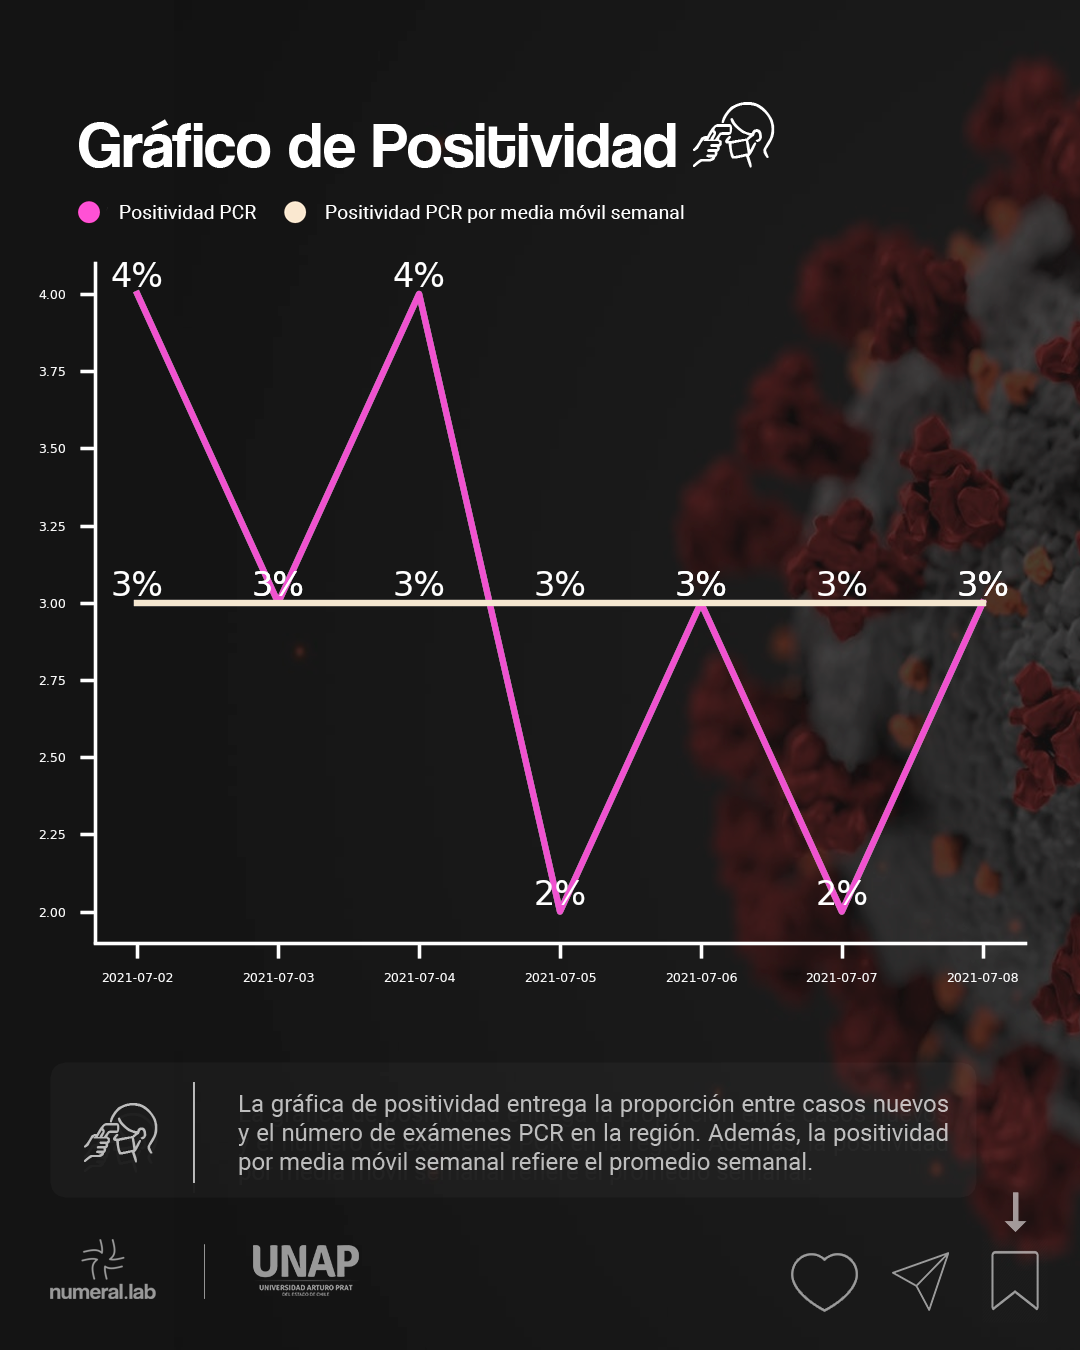 Gráfico de Positividad
Positividad PCR
Positividad PCR por media móvil semanal
4% 4%
4.00
3.75
3.50
3.25
3% 3% 3% 3% 3% 3% 3%
3.00
2.75
2.50
2.25
2% 2%
2.00
2021-07-02 2021-07-03 2021-07-04 2021-07-05 2021-07-06 2021-07-07 2021-07-08
La gráfica de positividad entrega la proporción entre casos nuevos
y el número de exámenes PCR en la región. Además, la positividad
por media móvil semanal refiere el promedio semanal.
numeral.lab
UNAP
UNIVERSIDAD ARTURO PRAT
DEL ESTADO DE CHILE